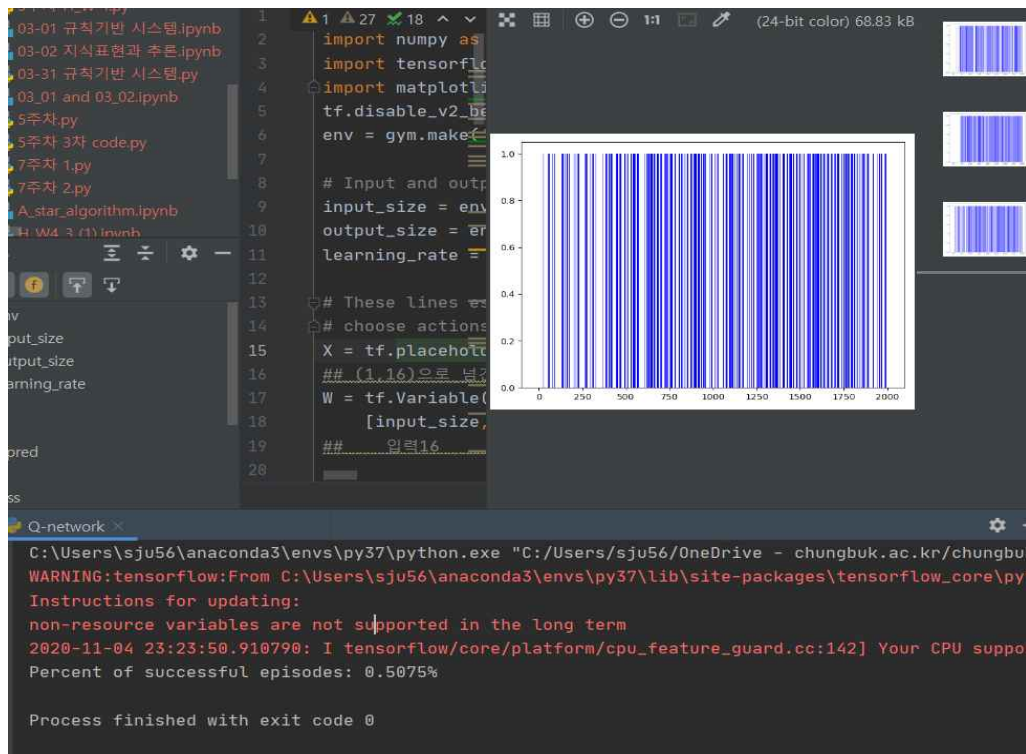 03-01 규칙기반 시스템.ipynb
03-02 지식표현과 추론.ipynb
03-31 규칙기반 시스템.py
03_01 and 03_02.ipynb
5주차.py
5주차 3차 code.py
7주차 1.py
7주차 2.py
A_star_algorithm.ipynb
put_size
utput_size
arning_rate
ored
ss
1 27 18
1
2 import numpy as
3 import tensorflo
4 import matplotli
5 tf.disable_v2_be
6 env = gym.make(
7
8 # Input and outp
9 input_size = env
10 output_size = en
11 learning_rate =
12
13 # These lines es
14 # choose actions
15 X = tf.placehold
16 ## (1,16)으로
17 W = tf.Variable(
18 [input_size,
19 ## 입력16
20
1:1 (24-bit color) 68.83 kB
1.0
0.8
0.6
0.4
0.2
0.0
0 250 500 750 1000 1250 1500 1750 2000
Q-network
C:\Users\sju56\anaconda3\envs\py37\python.exe "C:/Users/sju56/OneDrive - chungbuk.ac.kr/chungbu
WARNING:tensorflow:From C:\Users\sju56\anaconda3\envs\py37\lib\site-packages\tensorflow_core\py
Instructions for updating:
non-resource variables are not supported in the long term
2020-11-04 23:23:50.910790: I tensorflow/core/platform/cpu_feature_guard.cc:142] Your CPU suppo
Percent of successful episodes: 0.5075%
Process finished with exit code 0